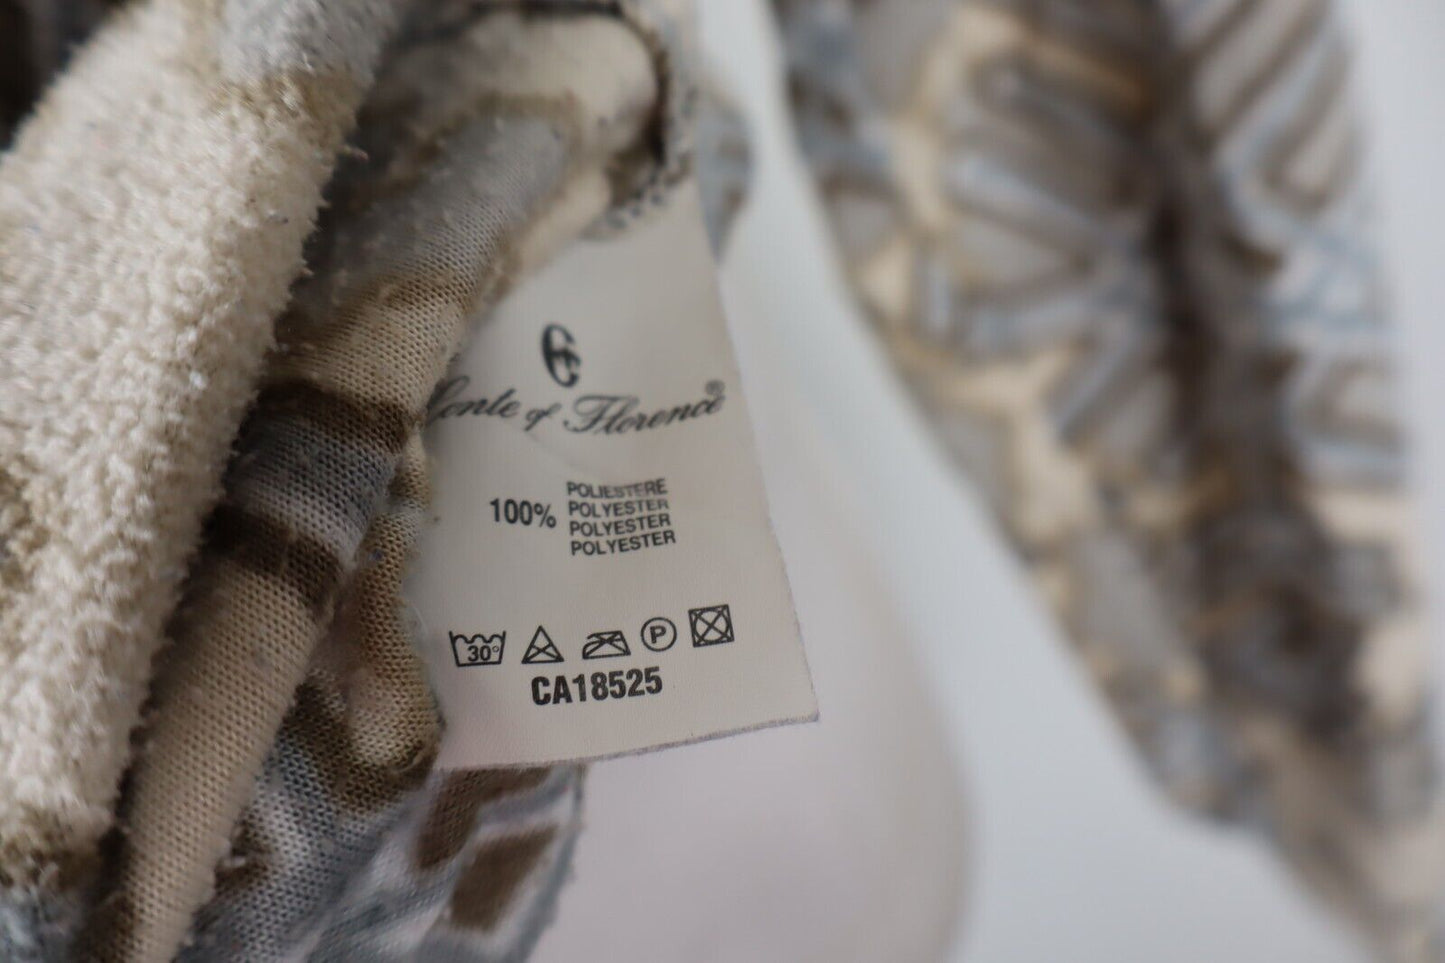 Conte of Florence®
100% POLIESTERE
POLYESTER
POLYESTER
POLYESTER
30°
P
CA18525